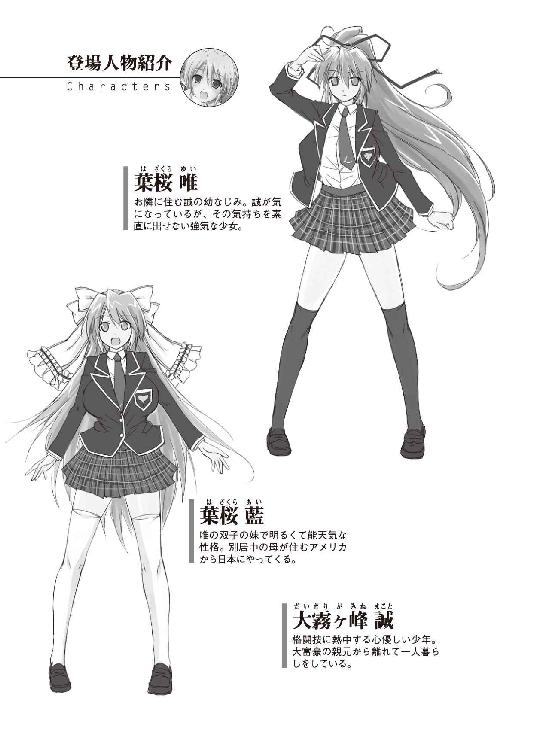 登場人物紹介
Characters
はざくら ゆい
葉桜 唯
お隣に住む誠の幼なじみ。誠が気
になっているが、その気持ちを素
直に出せない強気な少女。
はざくら あい
葉桜 藍
唯の双子の妹で明るくて能天気な
性格。別居中の母が住むアメリカ
から日本にやってくる。
だいぎりがみね まこと
大霧ヶ峰 誠
格闘技に熱中する心優しい少年。
大富豪の親元から離れて一人暮ら
しをしている。